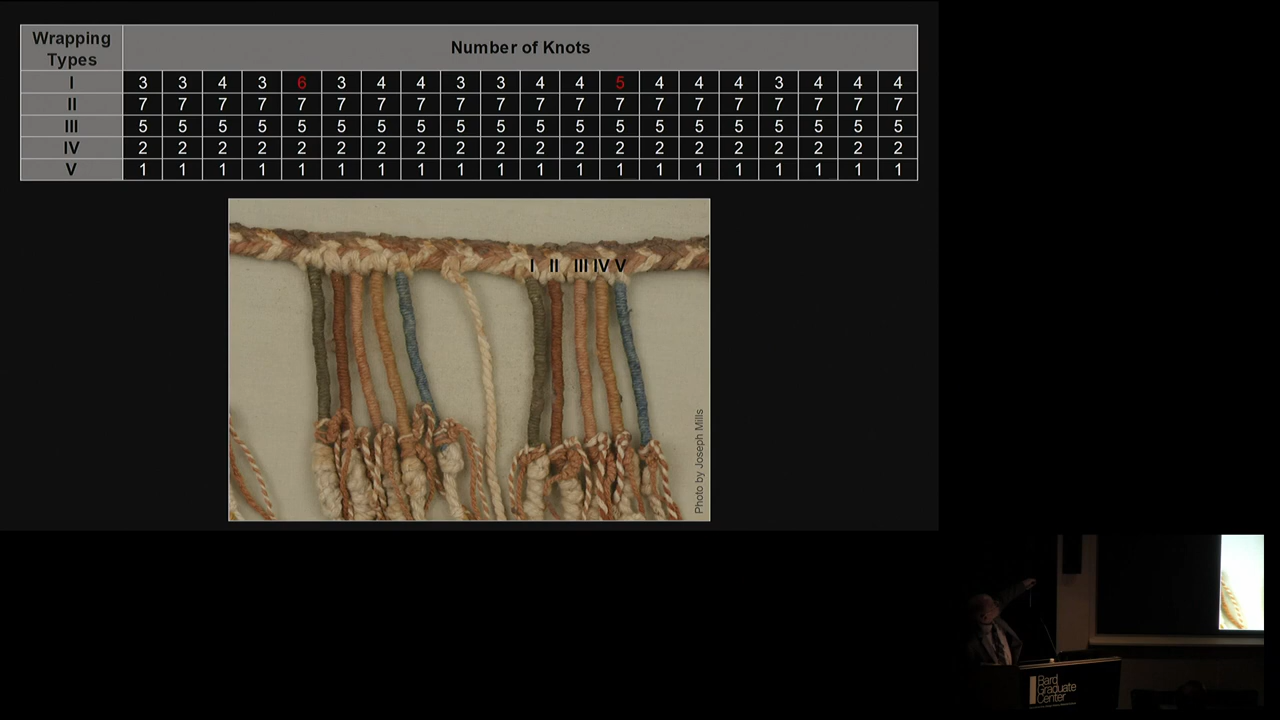 Wrapping
Types
Number of Knots
I 3 3 4 3 6 3 4 4 3 3 4 4 5 4 4 4 3 4 4 4
II 7 7 7 7 7 7 7 7 7 7 7 7 7 7 7 7 7 7 7 7
III 5 5 5 5 5 5 5 5 5 5 5 5 5 5 5 5 5 5 5 5
IV 2 2 2 2 2 2 2 2 2 2 2 2 2 2 2 2 2 2 2 2
V 1 1 1 1 1 1 1 1 1 1 1 1 1 1 1 1 1 1 1 1
I II III IV V
Photo by Joseph Mills
Bard
Graduate
Center